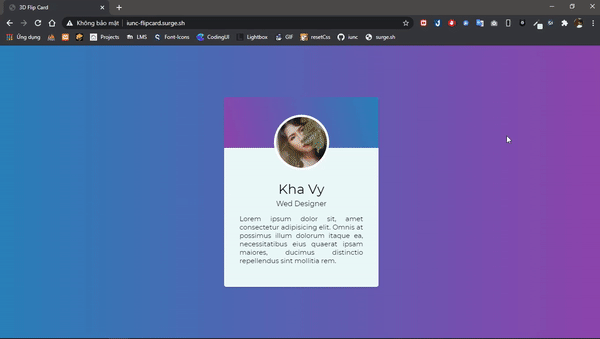 3D Flip Card
Không bảo mật | iunc-flipcard.surge.sh
Ứng dụng
Projects
LMS
Font-Icons
CodingUI
Lightbox
GIF
resetCss
iunc
surge.sh
Kha Vy
Wed Designer
Lorem ipsum dolor sit, amet
consectetur adipisicing elit. Omnis at
possimus illum dolorum itaque ea,
necessitatibus eius quaerat ipsam
maiores, ducimus distinctio
repellendus sint mollitia rem.